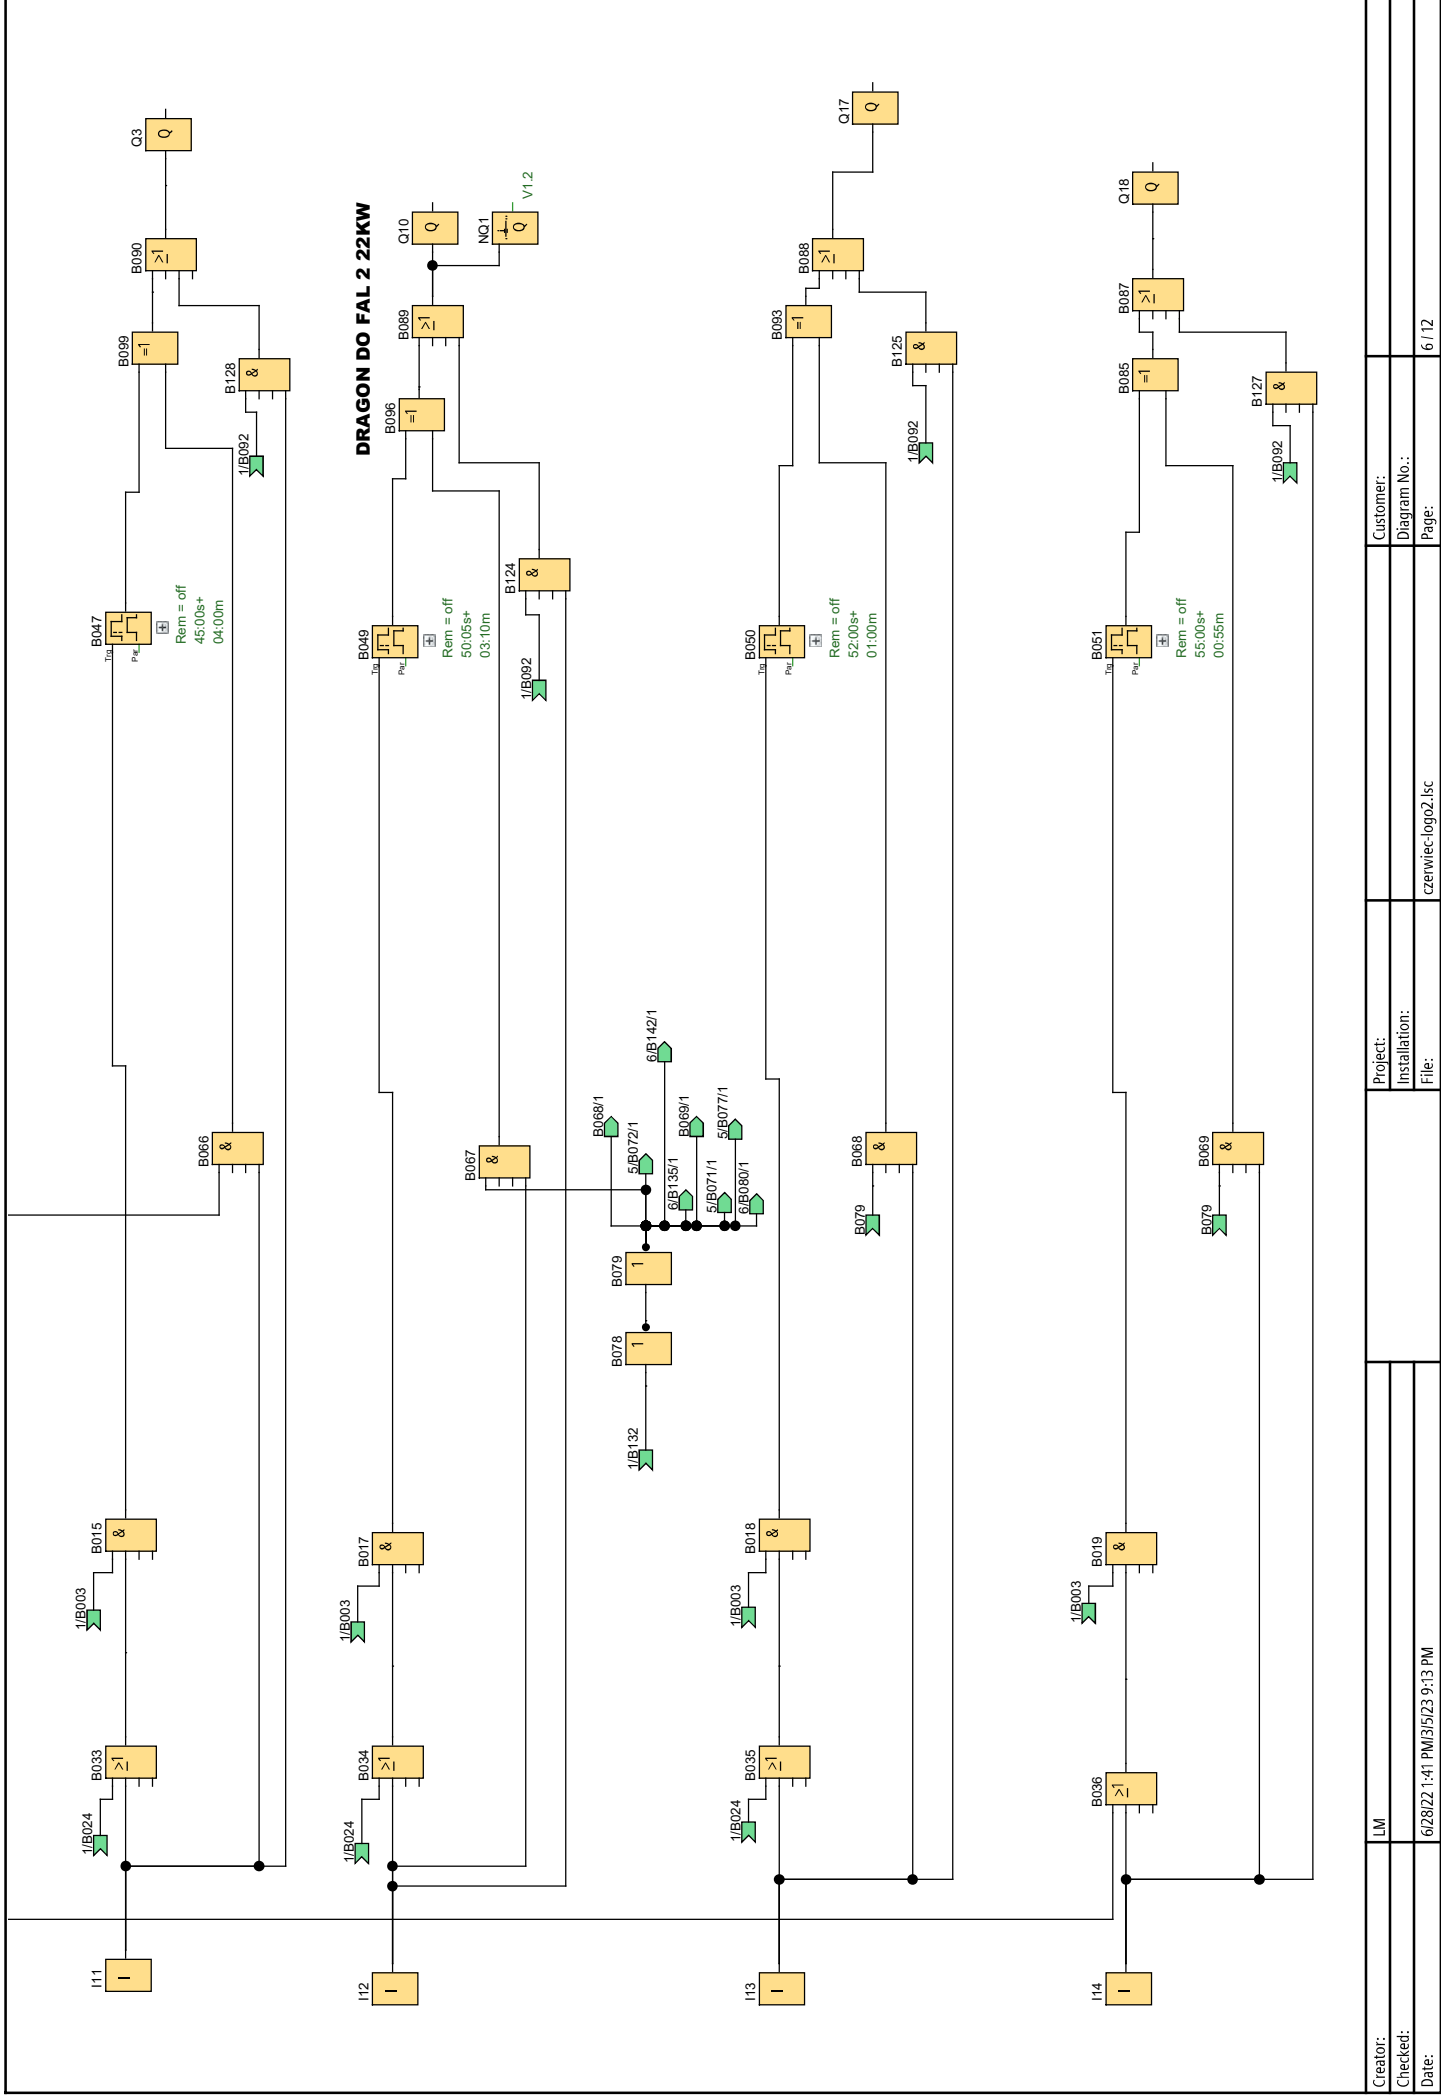 I11
I
1/B024
B033
≥1
1/B003
B015
&
B066
&
B047
Trg
Par
Rem = off
45:00s+
04:00m
B099
=1
1/B092
B128
&
B090
≥1
Q3
Q
DRAGON DO FAL 2 22KW
I12
I
1/B024
B034
≥1
1/B003
B017
&
B067
&
B049
Trg
Par
Rem = off
50:05s+
03:10m
1/B092
B124
&
B096
=1
B089
≥1
Q10
Q
NQ1
Q
V1.2
1/B132
B078
1
B079
1
B068/1
5/B072/1
6/B142/1
6/B135/1
B069/1
5/B071/1
5/B077/1
6/B080/1
I13
I
1/B024
B035
≥1
1/B003
B018
&
B079
B068
&
B050
Trg
Par
Rem = off
52:00s+
01:00m
B093
=1
1/B092
B125
&
B088
≥1
Q17
Q
I14
I
B036
≥1
1/B003
B019
&
B079
B069
&
B051
Trg
Par
Rem = off
55:00s+
00:55m
B085
=1
1/B092
B127
&
B087
≥1
Q18
Q
Creator: LM Project: Customer:
Checked: Installation: Diagram No.:
Date: 6/28/22 1:41 PM/3/5/23 9:13 PM File: czerwiec-logo2.lsc Page: 6 / 12